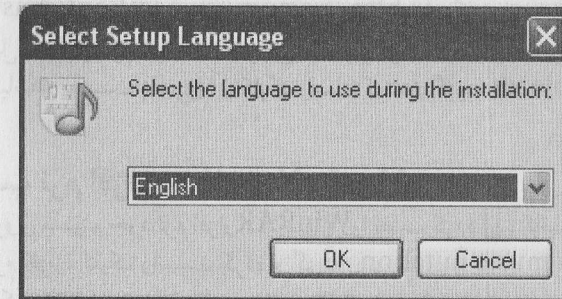 Select Setup Language
Select the language to use during the installation:
English
OK
Cancel